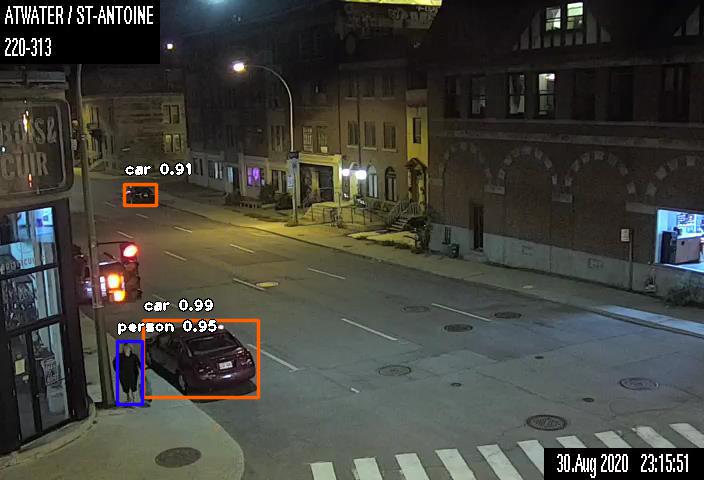 ATWATER / ST-ANTOINE
220-313
CUIR
car 0.91
car 0.99
person 0.95
30.Aug 2020 23:15:51